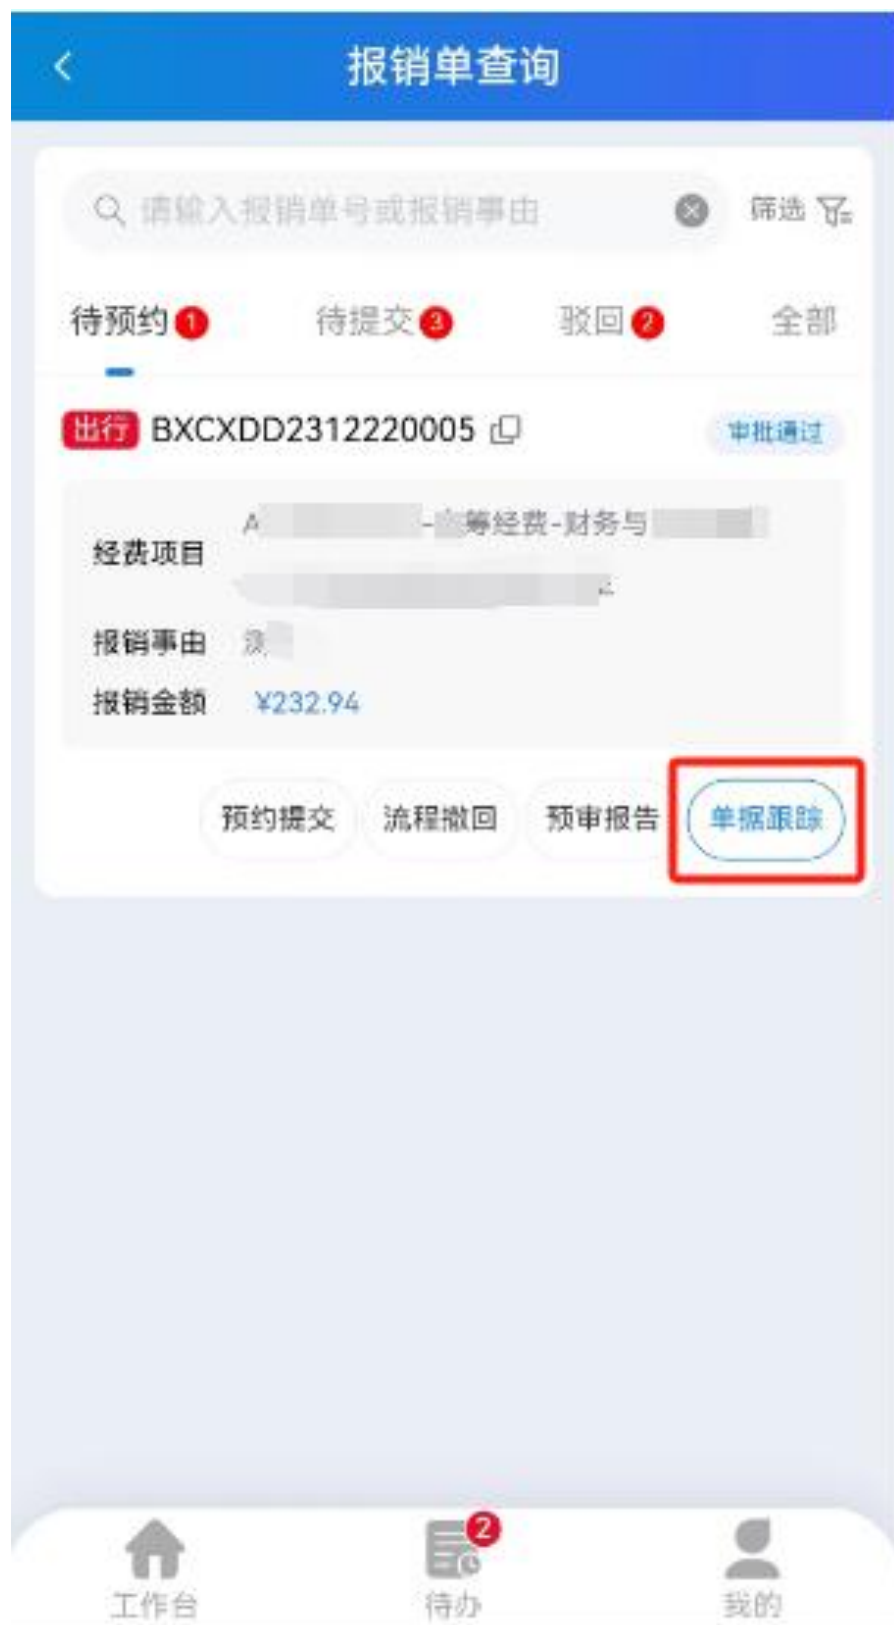 报销单查询
请输入报销单号或报销事由
筛选
待预约 1 待提交 3 驳回 2 全部
出行 BXCXDD2312220005 审批通过
经费项目 A - 筹经费-财务与
报销事由 测
报销金额 ¥232.94
预约提交 流程撤回 预审报告 单据跟踪
2
工作台 待办 我的